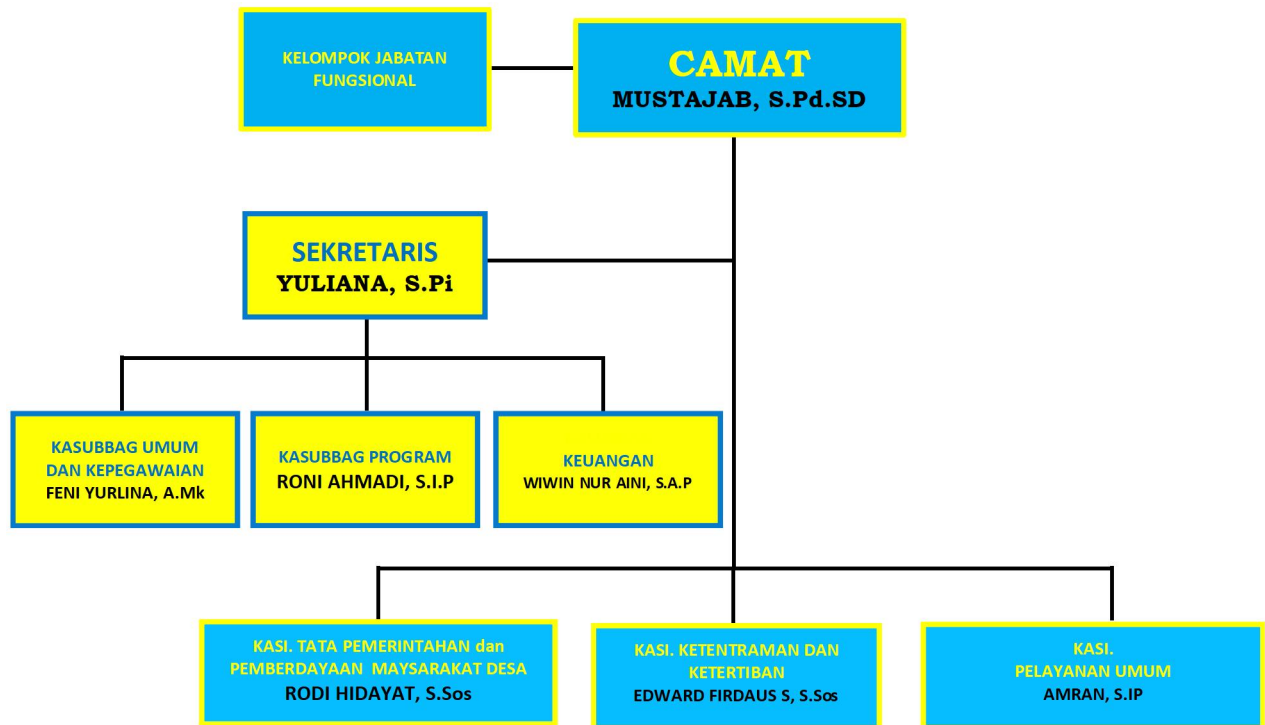 KELOMPOK JABATAN
FUNGSIONAL
CAMAT
MUSTAJAB, S.Pd.SD
SEKRETARIS
YULIANA, S.Pi
KASUBBAG UMUM
DAN KEPEGAWAIAN
FENI YURLINA, A.Mk
KASUBBAG PROGRAM
RONI AHMADI, S.I.P
KEUANGAN
WIWIN NUR AINI, S.A.P
KASI. TATA PEMERINTAHAN dan
PEMBERDAYAAN MAYSARAKAT DESA
RODI HIDAYAT, S.Sos
KASI. KETENTRAMAN DAN
KETERTIBAN
EDWARD FIRDAUS S, S.Sos
KASI.
PELAYANAN UMUM
AMRAN, S.IP